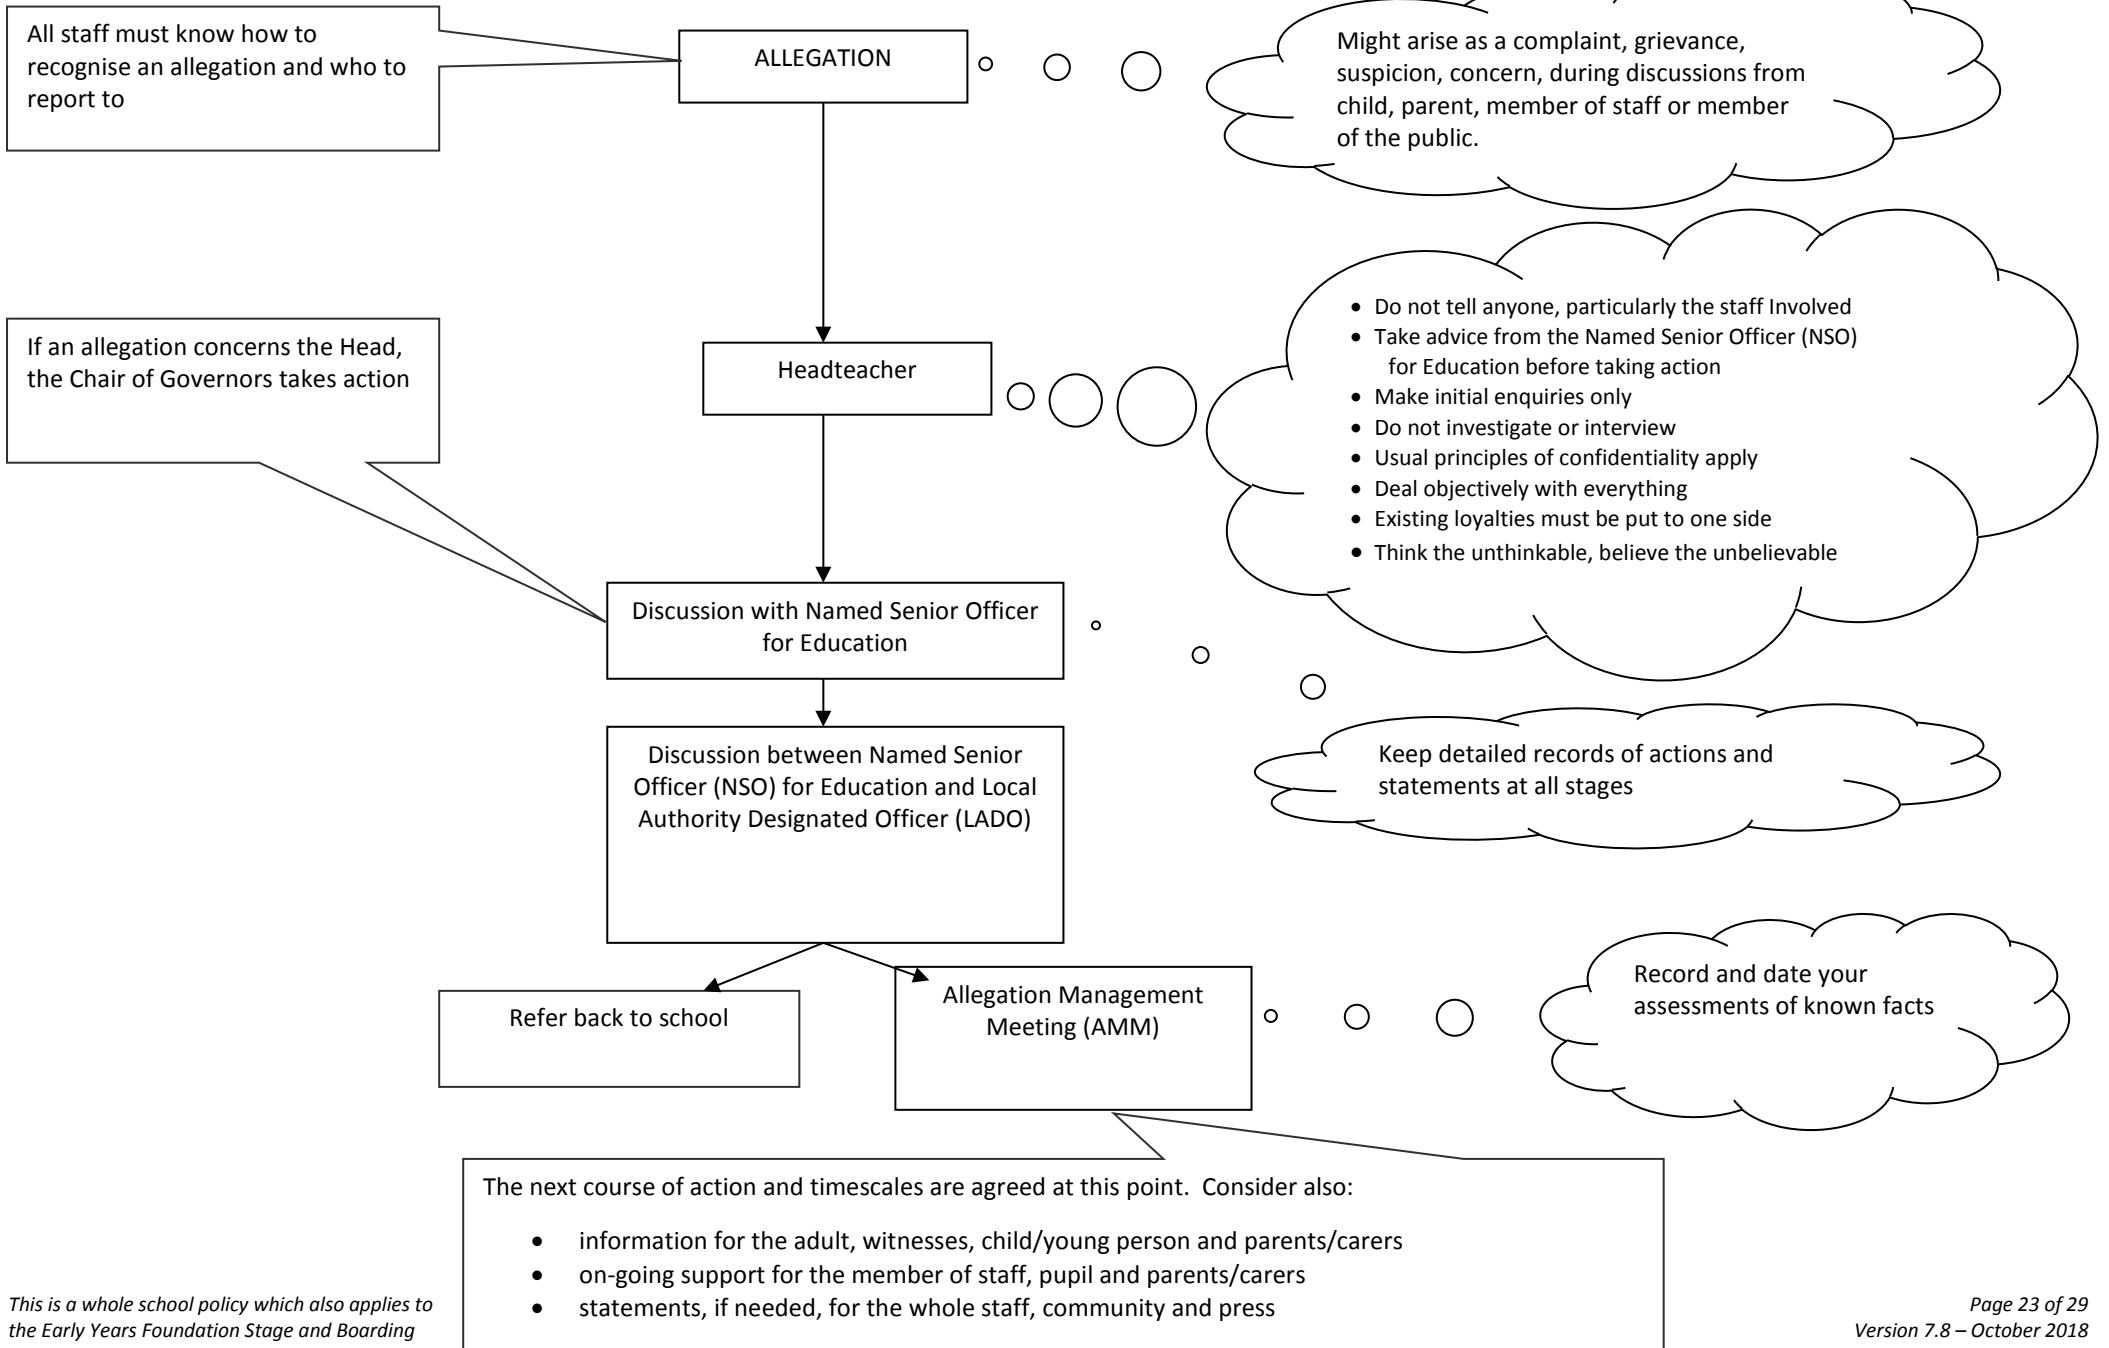 All staff must know how to
recognise an allegation and who to
report to
ALLEGATION
Might arise as a complaint, grievance,
suspicion, concern, during discussions from
child, parent, member of staff or member
of the public.
If an allegation concerns the Head,
the Chair of Governors takes action
Headteacher
• Do not tell anyone, particularly the staff Involved
• Take advice from the Named Senior Officer (NSO)
for Education before taking action
• Make initial enquiries only
• Do not investigate or interview
• Usual principles of confidentiality apply
• Deal objectively with everything
• Existing loyalties must be put to one side
• Think the unthinkable, believe the unbelievable
Discussion with Named Senior Officer
for Education
Discussion between Named Senior
Officer (NSO) for Education and Local
Authority Designated Officer (LADO)
Keep detailed records of actions and
statements at all stages
Refer back to school
Allegation Management
Meeting (AMM)
Record and date your
assessments of known facts
The next course of action and timescales are agreed at this point.  Consider also:
• information for the adult, witnesses, child/young person and parents/carers
• on-going support for the member of staff, pupil and parents/carers
• statements, if needed, for the whole staff, community and press
This is a whole school policy which also applies to
the Early Years Foundation Stage and Boarding
Page 23 of 29
Version 7.8 – October 2018